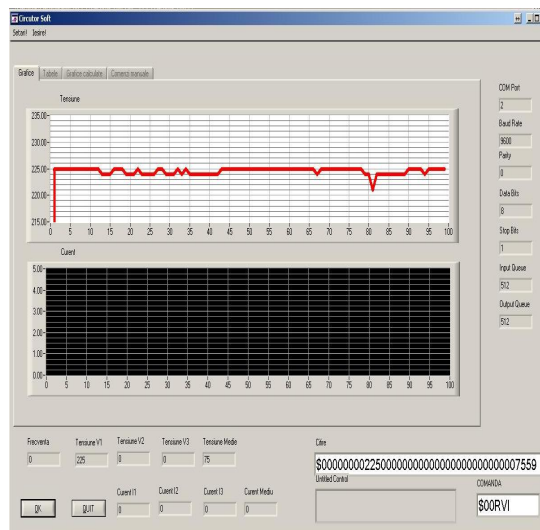 Circutor Soft
Setari! Iesire!
Grafice Tabele Grafice calculate Comenzi manuale
Tensiune
235.00
230.00
225.00
220.00
215.00
0 5 10 15 20 25 30 35 40 45 50 55 60 65 70 75 80 85 90 95 100
Curent
5.00
4.00
3.00
2.00
1.00
0.00
0 5 10 15 20 25 30 35 40 45 50 55 60 65 70 75 80 85 90 95 100
COM Port
2
Baud Rate
9600
Parity
0
Data Bits
8
Stop Bits
1
Input Queue
512
Output Queue
512
Frecventa Tensiune V1 Tensiune V2 Tensiune V3 Tensiune Medie
0 225 0 0 75
Curent I1 Curent I2 Curent I3 Curent Mediu
0 0 0 0
OK QUIT
Citire
Untitled Control
COMANDA
$00RVI